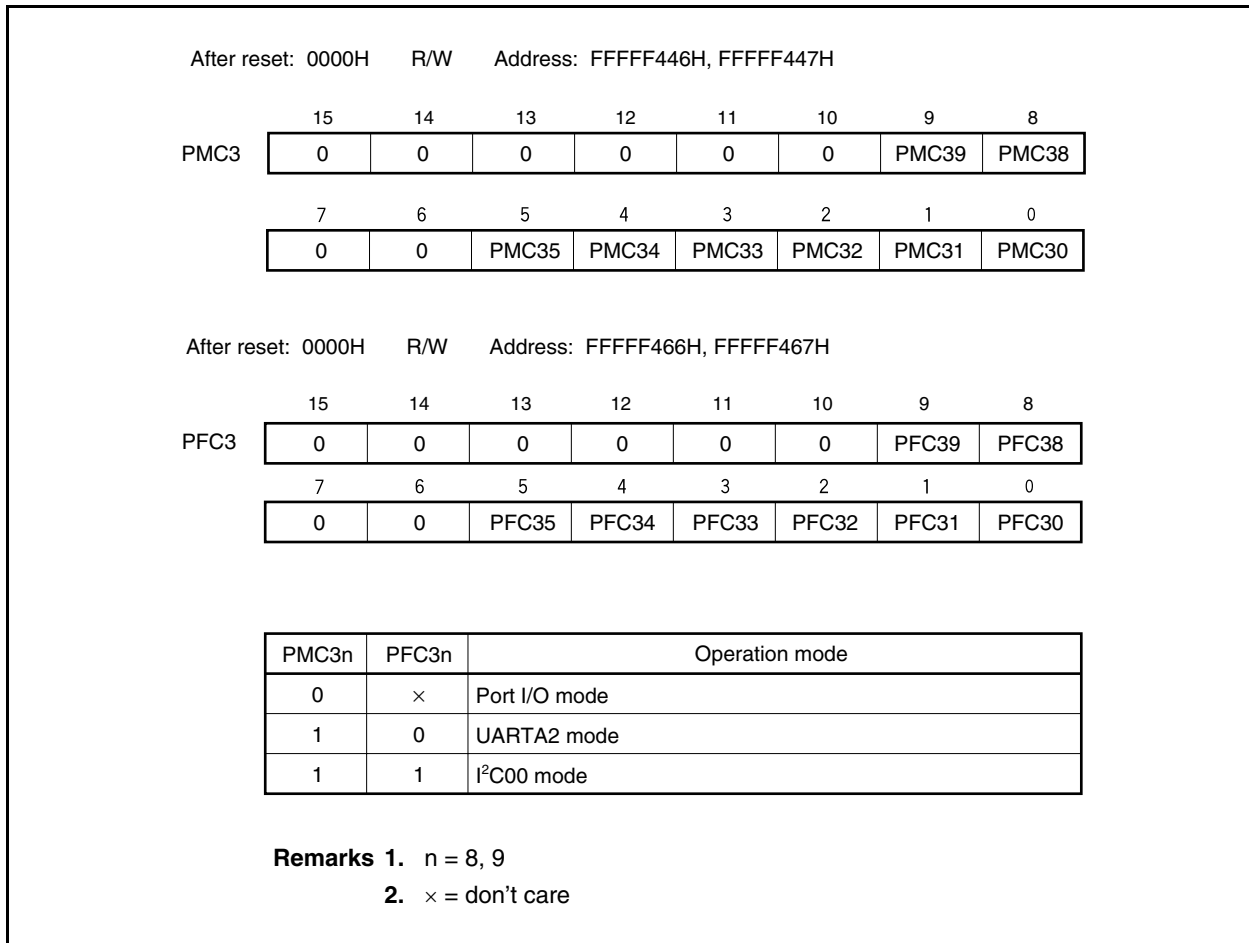 After reset: 0000H R/W Address: FFFFF446H, FFFFF447H
15 14 13 12 11 10 9 8
PMC3 0 0 0 0 0 0 PMC39 PMC38
7 6 5 4 3 2 1 0
0 0 PMC35 PMC34 PMC33 PMC32 PMC31 PMC30
After reset: 0000H R/W Address: FFFFF466H, FFFFF467H
15 14 13 12 11 10 9 8
PFC3 0 0 0 0 0 0 PFC39 PFC38
7 6 5 4 3 2 1 0
0 0 PFC35 PFC34 PFC33 PFC32 PFC31 PFC30
PMC3n PFC3n Operation mode
0 × Port I/O mode
1 0 UARTA2 mode
1 1 I²C00 mode
Remarks 1. n = 8, 9
2. × = don't care